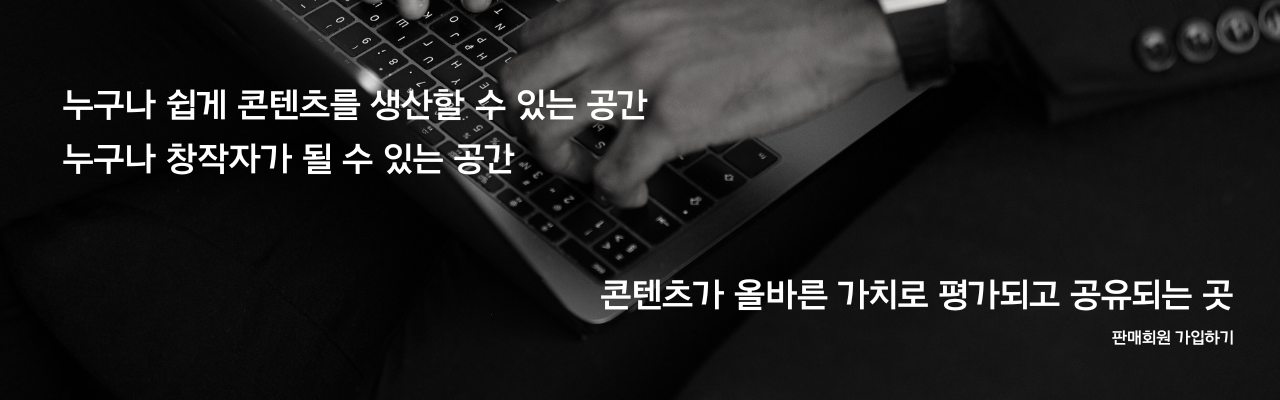 누구나 쉽게 콘텐츠를 생산할 수 있는 공간
누구나 창작자가 될 수 있는 공간
콘텐츠가 올바른 가치로 평가되고 공유되는 곳
판매회원 가입하기